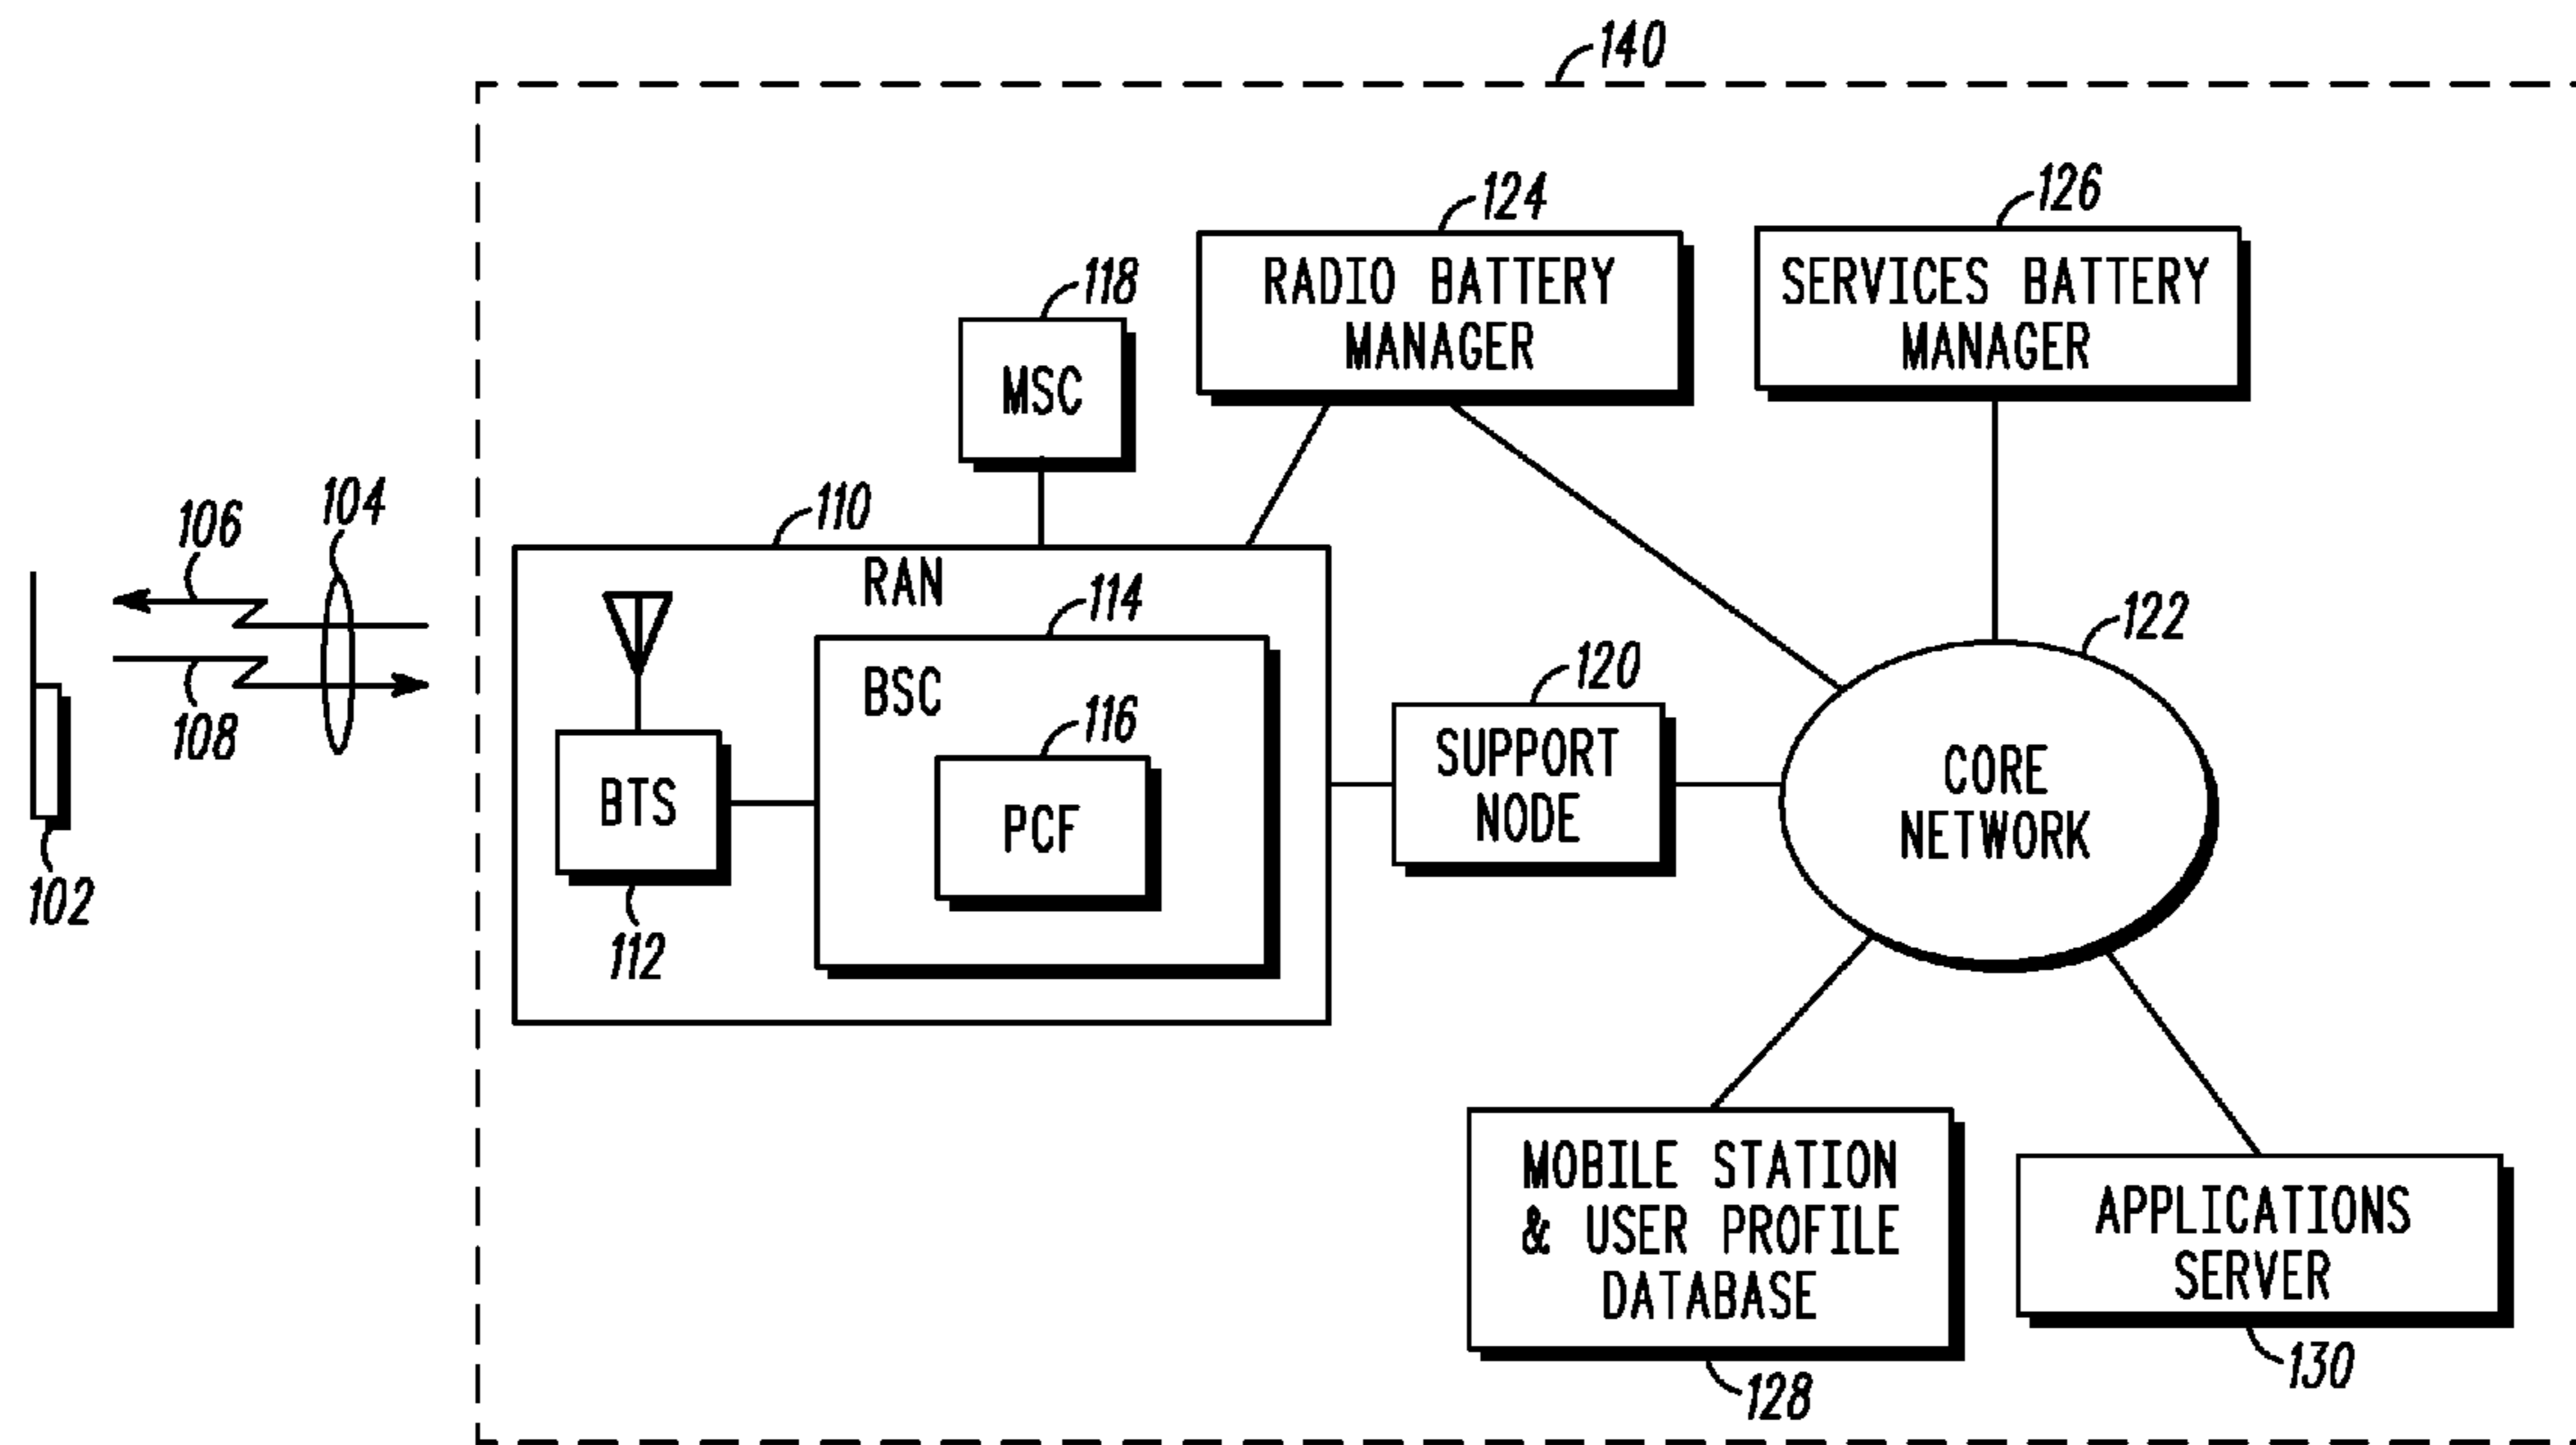 140
124
RADIO BATTERY
MANAGER
126
SERVICES BATTERY
MANAGER
118
MSC
106
104
108
102
110
RAN
114
BSC
116
PCF
BTS
112
120
SUPPORT
NODE
122
CORE
NETWORK
MOBILE STATION
& USER PROFILE
DATABASE
128
APPLICATIONS
SERVER
130